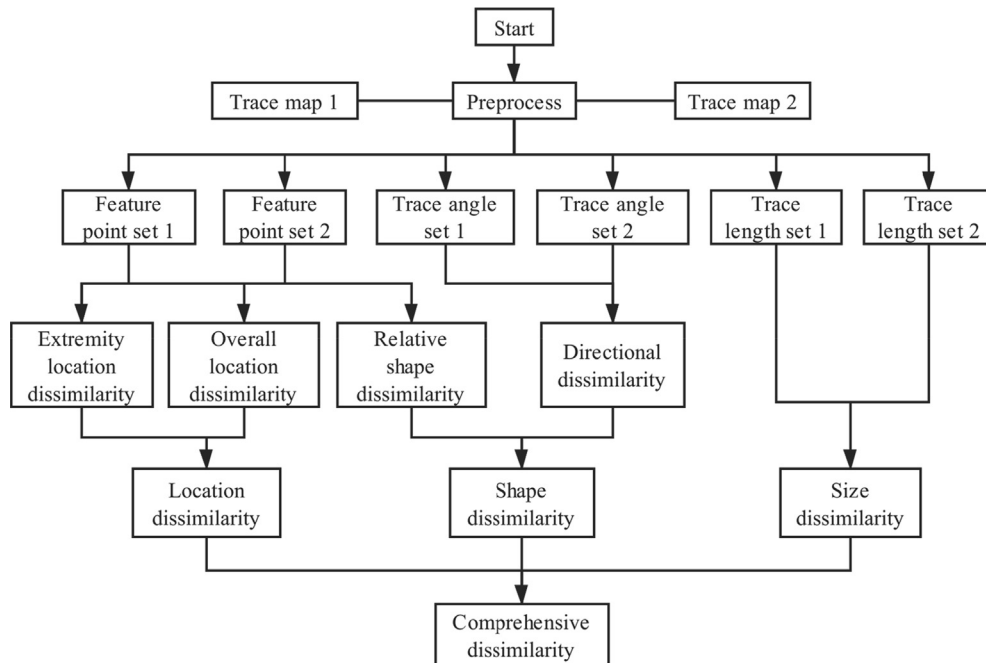 Start
Trace map 1
Preprocess
Trace map 2
Feature
point set 1
Feature
point set 2
Trace angle
set 1
Trace angle
set 2
Trace
length set 1
Trace
length set 2
Extremity
location
dissimilarity
Overall
location
dissimilarity
Relative
shape
dissimilarity
Directional
dissimilarity
Location
dissimilarity
Shape
dissimilarity
Size
dissimilarity
Comprehensive
dissimilarity